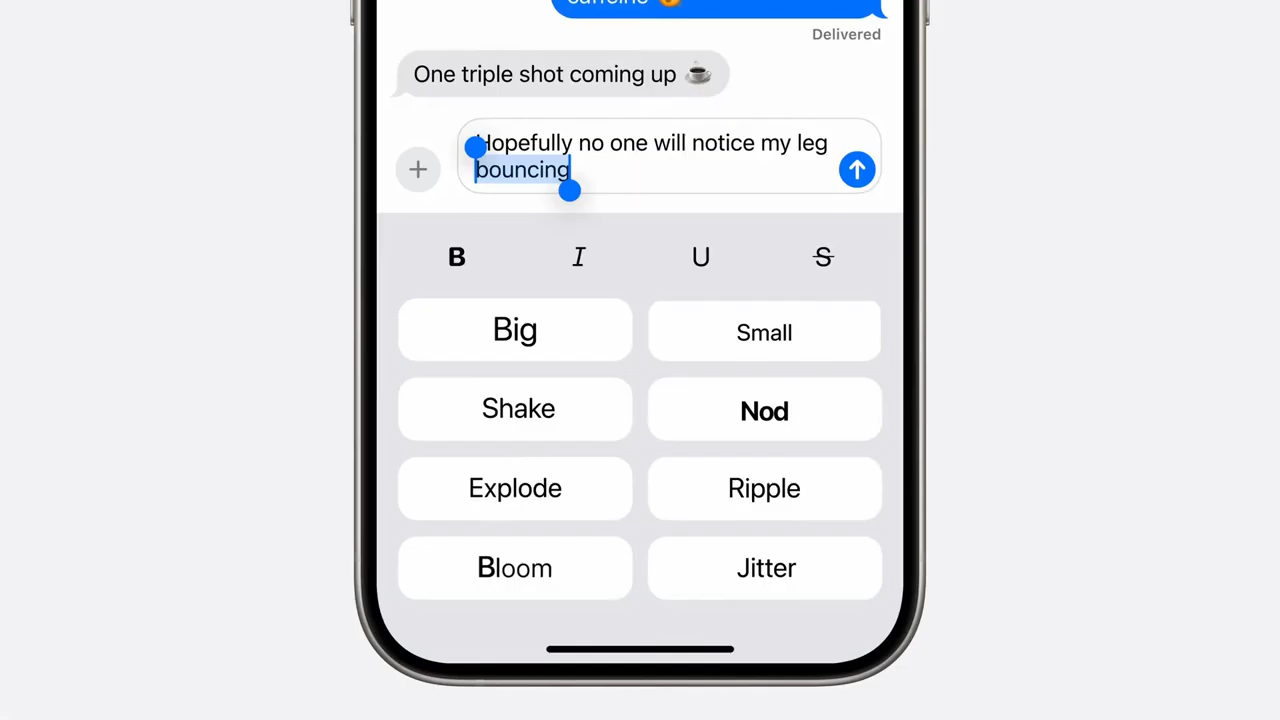 caffeine 
Delivered
One triple shot coming up ☕
Hopefully no one will notice my leg
bouncing
B I U S
Big Small
Shake Nod
Explode Ripple
Bloom Jitter